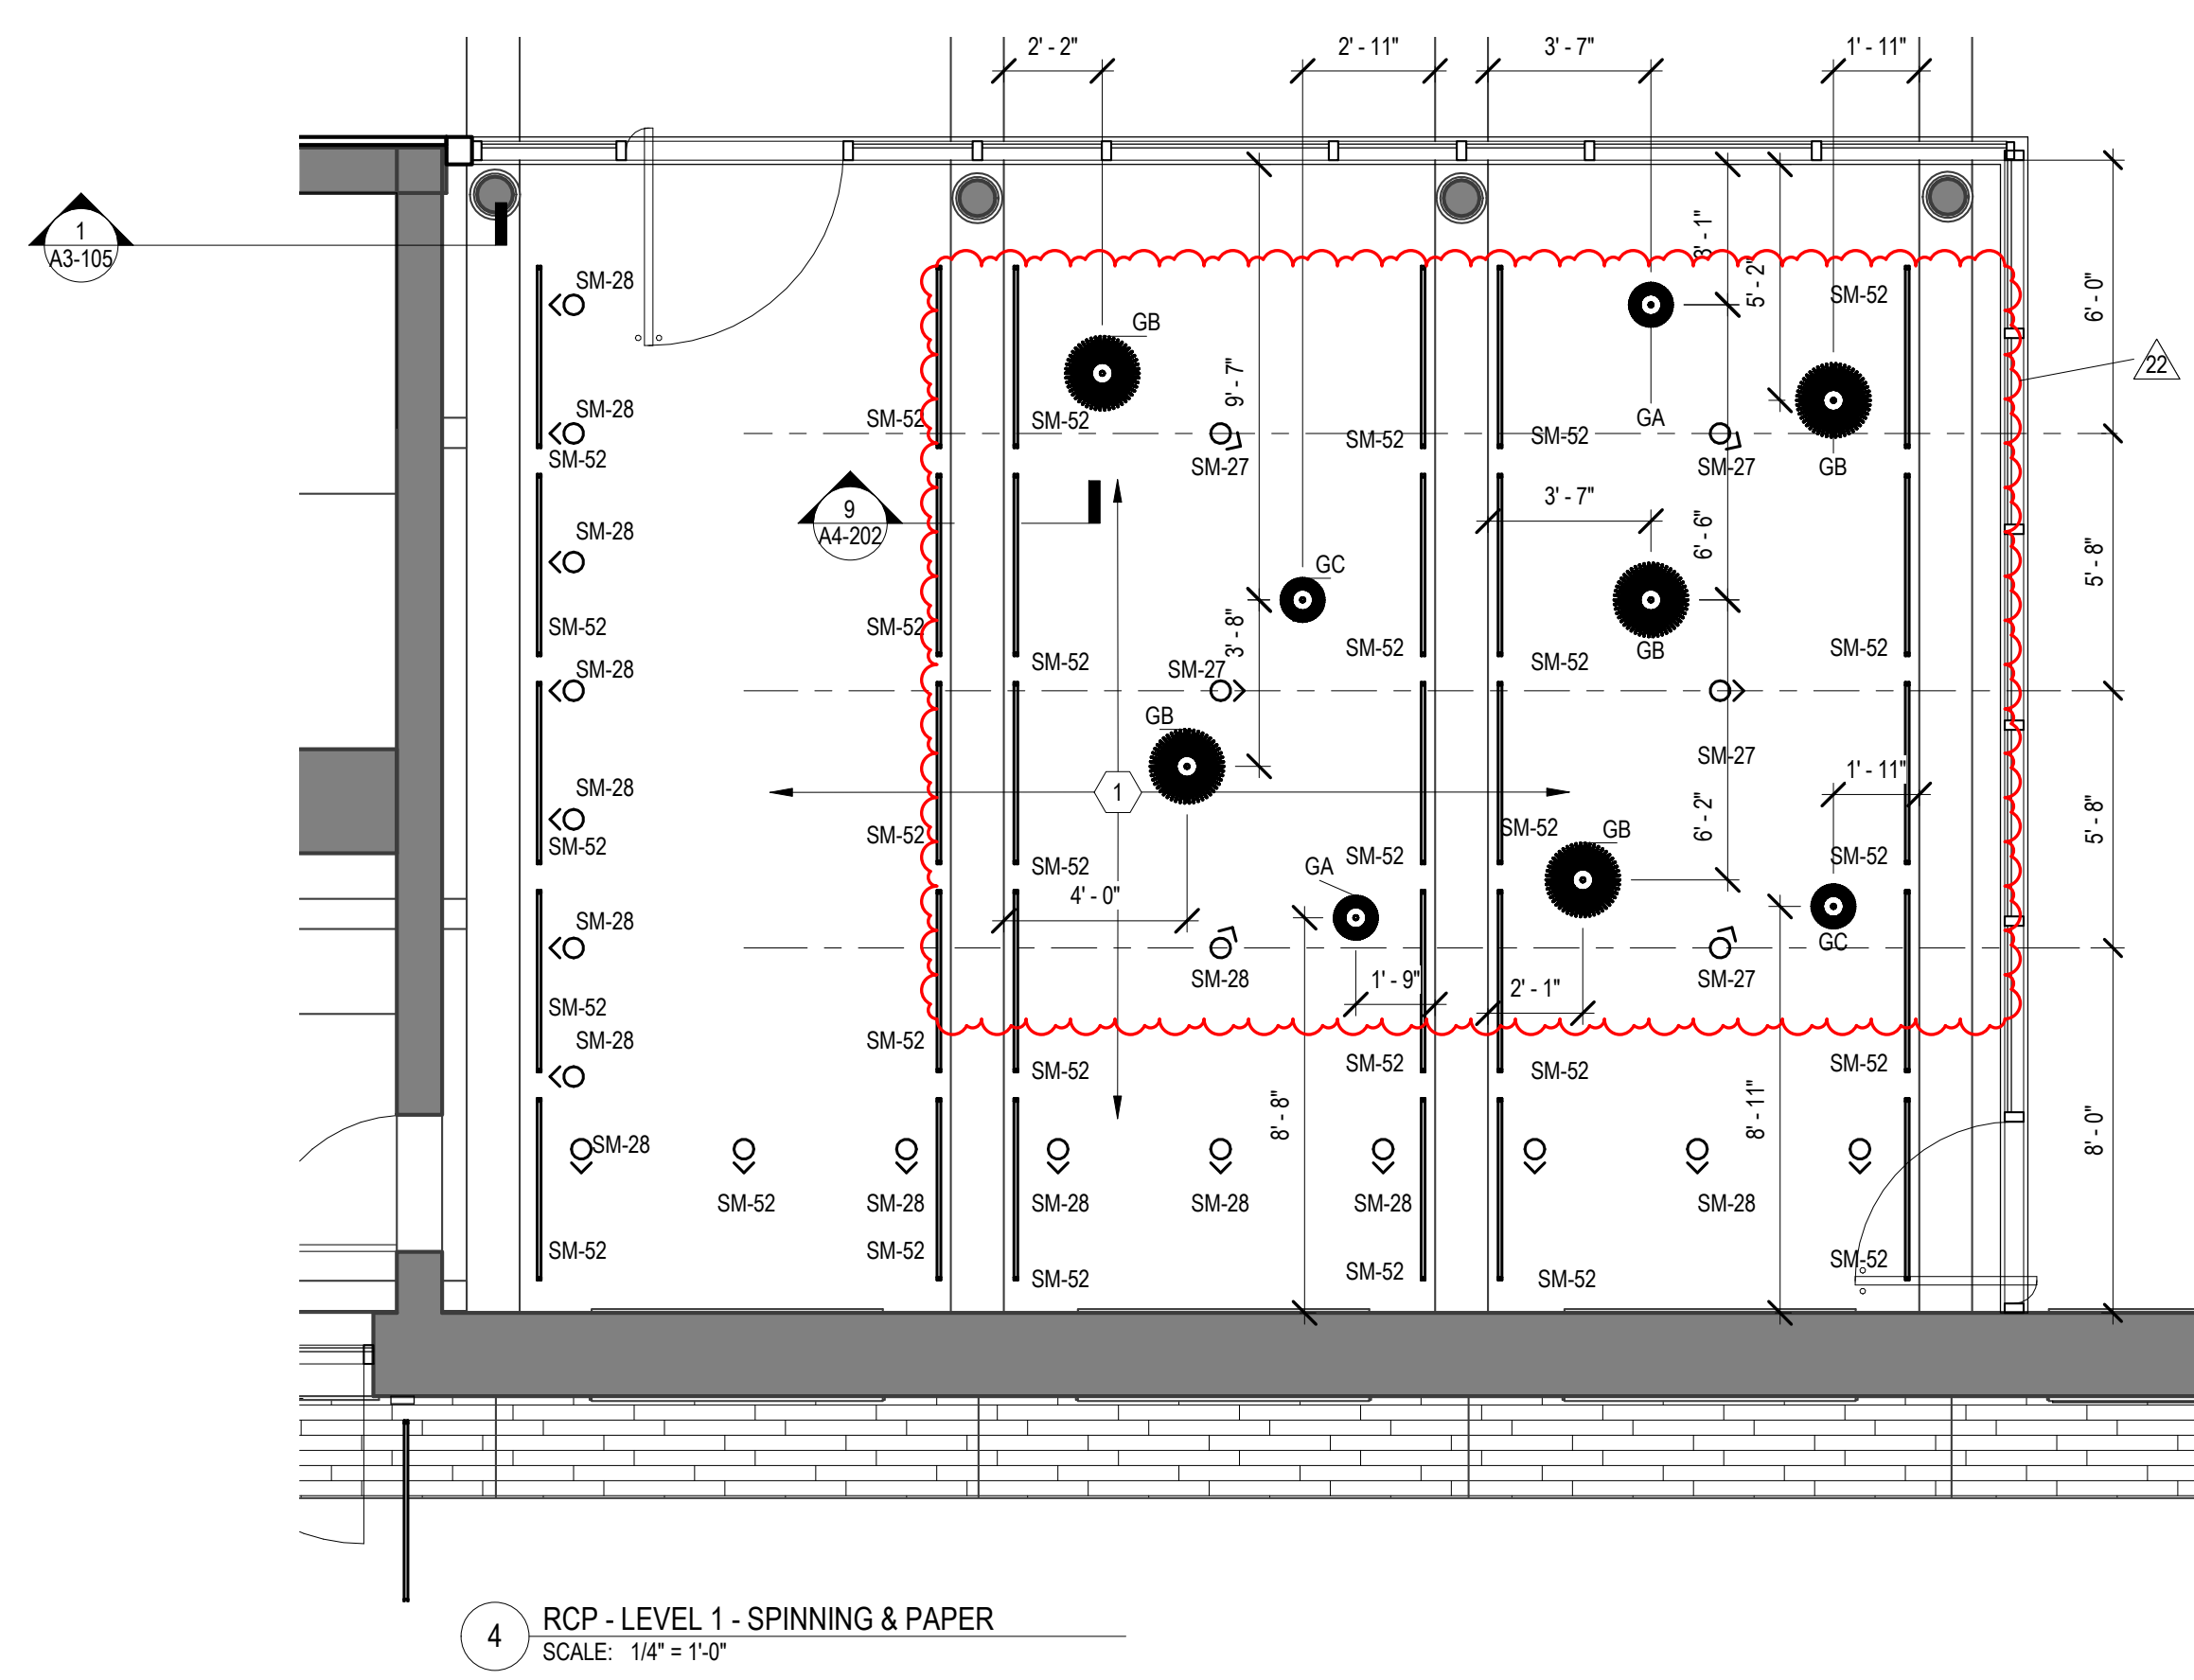 2' - 2"
2' - 11"
3' - 7"
1' - 11"
1
A3-105
SM-28
3' - 1"
5' - 2"
SM-52
6' - 0"
GB
22
9' - 7"
SM-28
SM-52
SM-52
GA
SM-52
SM-52
SM-52
SM-27
SM-27
GB
9
A4-202
3' - 7"
SM-28
6' - 6"
5' - 8"
GC
SM-52
SM-52
3' - 8"
SM-52
SM-52
SM-52
GB
SM-52
SM-28
SM-27
GB
SM-27
1' - 11"
SM-28
1
6' - 2"
5' - 8"
SM-52
SM-52
SM-52
GB
SM-52
SM-52
GA
SM-52
4' - 0"
SM-28
GC
SM-28
1' - 9"
2' - 1"
SM-27
SM-52
SM-28
SM-52
SM-52
SM-52
SM-52
SM-52
8' - 8"
8' - 11"
8' - 0"
SM-28
SM-52
SM-28
SM-28
SM-28
SM-28
SM-28
SM-52
SM-52
SM-52
SM-52
SM-52
SM-52
4
RCP - LEVEL 1 - SPINNING & PAPER
SCALE: 1/4" = 1'-0"